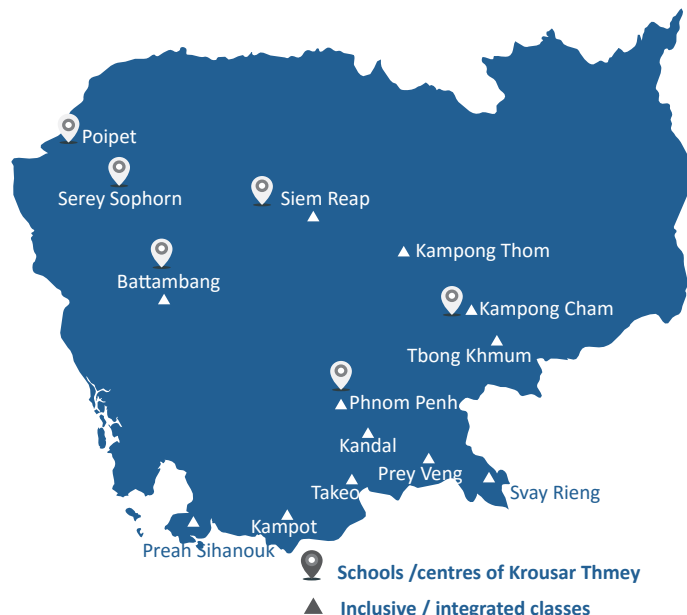 Poipet
Serey Sophorn
Siem Reap
Kampong Thom
Battambang
Kampong Cham
Tbong Khmum
Phnom Penh
Kandal
Prey Veng
Takeo
Svay Rieng
Kampot
Preah Sihanouk
Schools /centres of Krousar Thmey
Inclusive / integrated classes